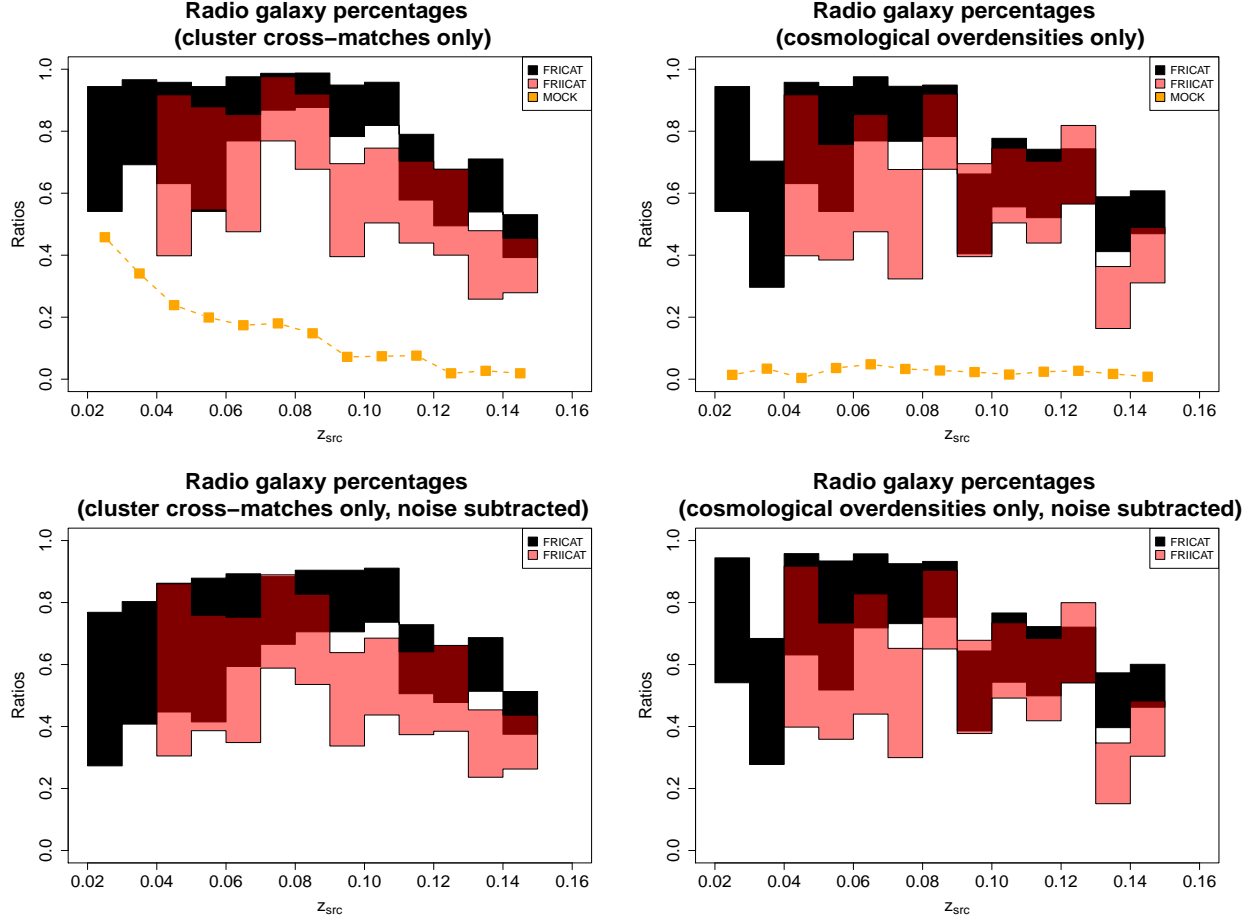 Radio galaxy percentages
(cluster cross−matches only)
FRICAT
FRIICAT
MOCK
Ratios
1.0
0.8
0.6
0.4
0.2
0.0
0.02 0.04 0.06 0.08 0.10 0.12 0.14 0.16
z_src
Radio galaxy percentages
(cosmological overdensities only)
FRICAT
FRIICAT
MOCK
Ratios
1.0
0.8
0.6
0.4
0.2
0.0
0.02 0.04 0.06 0.08 0.10 0.12 0.14 0.16
z_src
Radio galaxy percentages
(cluster cross−matches only, noise subtracted)
FRICAT
FRIICAT
Ratios
1.0
0.8
0.6
0.4
0.2
0.0
0.02 0.04 0.06 0.08 0.10 0.12 0.14 0.16
z_src
Radio galaxy percentages
(cosmological overdensities only, noise subtracted)
FRICAT
FRIICAT
Ratios
1.0
0.8
0.6
0.4
0.2
0.0
0.02 0.04 0.06 0.08 0.10 0.12 0.14 0.16
z_src